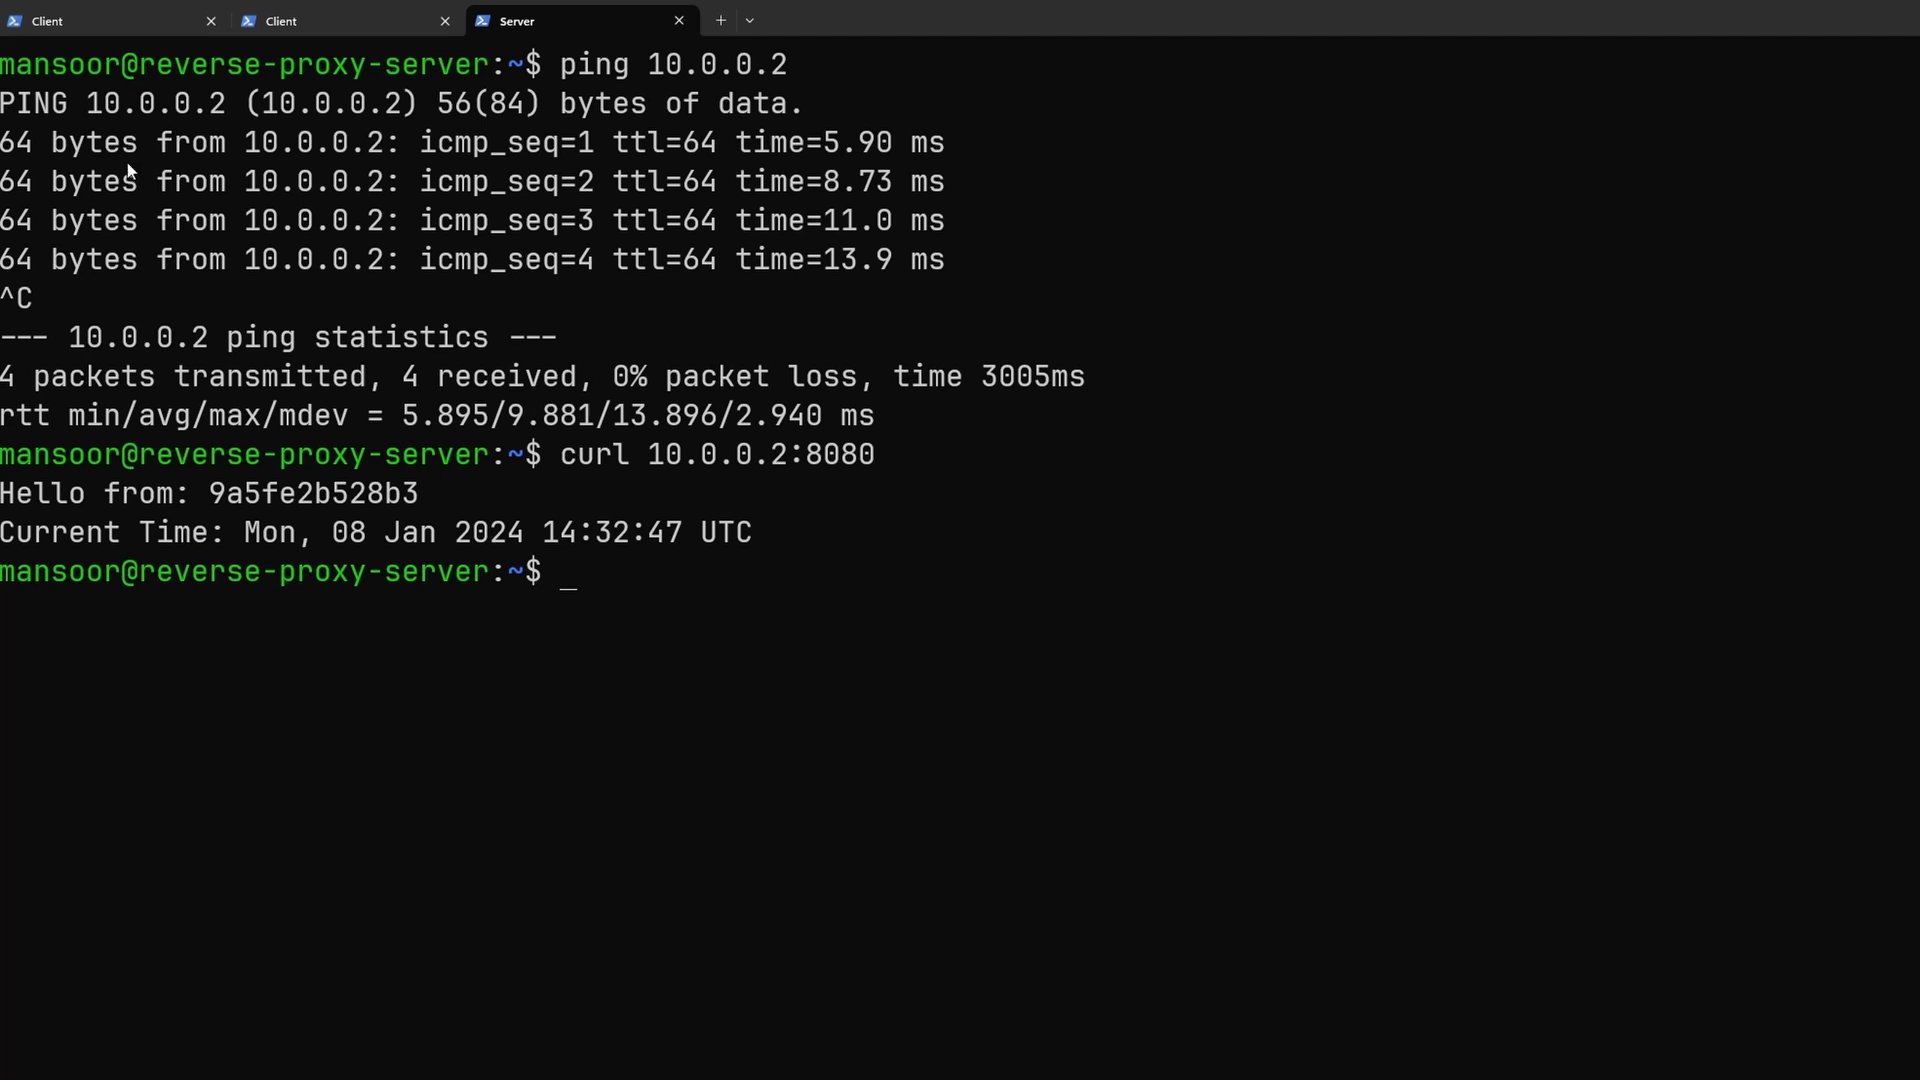 Client
Client
Server
mansoor@reverse-proxy-server:~$ ping 10.0.0.2
PING 10.0.0.2 (10.0.0.2) 56(84) bytes of data.
64 bytes from 10.0.0.2: icmp_seq=1 ttl=64 time=5.90 ms
64 bytes from 10.0.0.2: icmp_seq=2 ttl=64 time=8.73 ms
64 bytes from 10.0.0.2: icmp_seq=3 ttl=64 time=11.0 ms
64 bytes from 10.0.0.2: icmp_seq=4 ttl=64 time=13.9 ms
^C
--- 10.0.0.2 ping statistics ---
4 packets transmitted, 4 received, 0% packet loss, time 3005ms
rtt min/avg/max/mdev = 5.895/9.881/13.896/2.940 ms
mansoor@reverse-proxy-server:~$ curl 10.0.0.2:8080
Hello from: 9a5fe2b528b3
Current Time: Mon, 08 Jan 2024 14:32:47 UTC
mansoor@reverse-proxy-server:~$ _